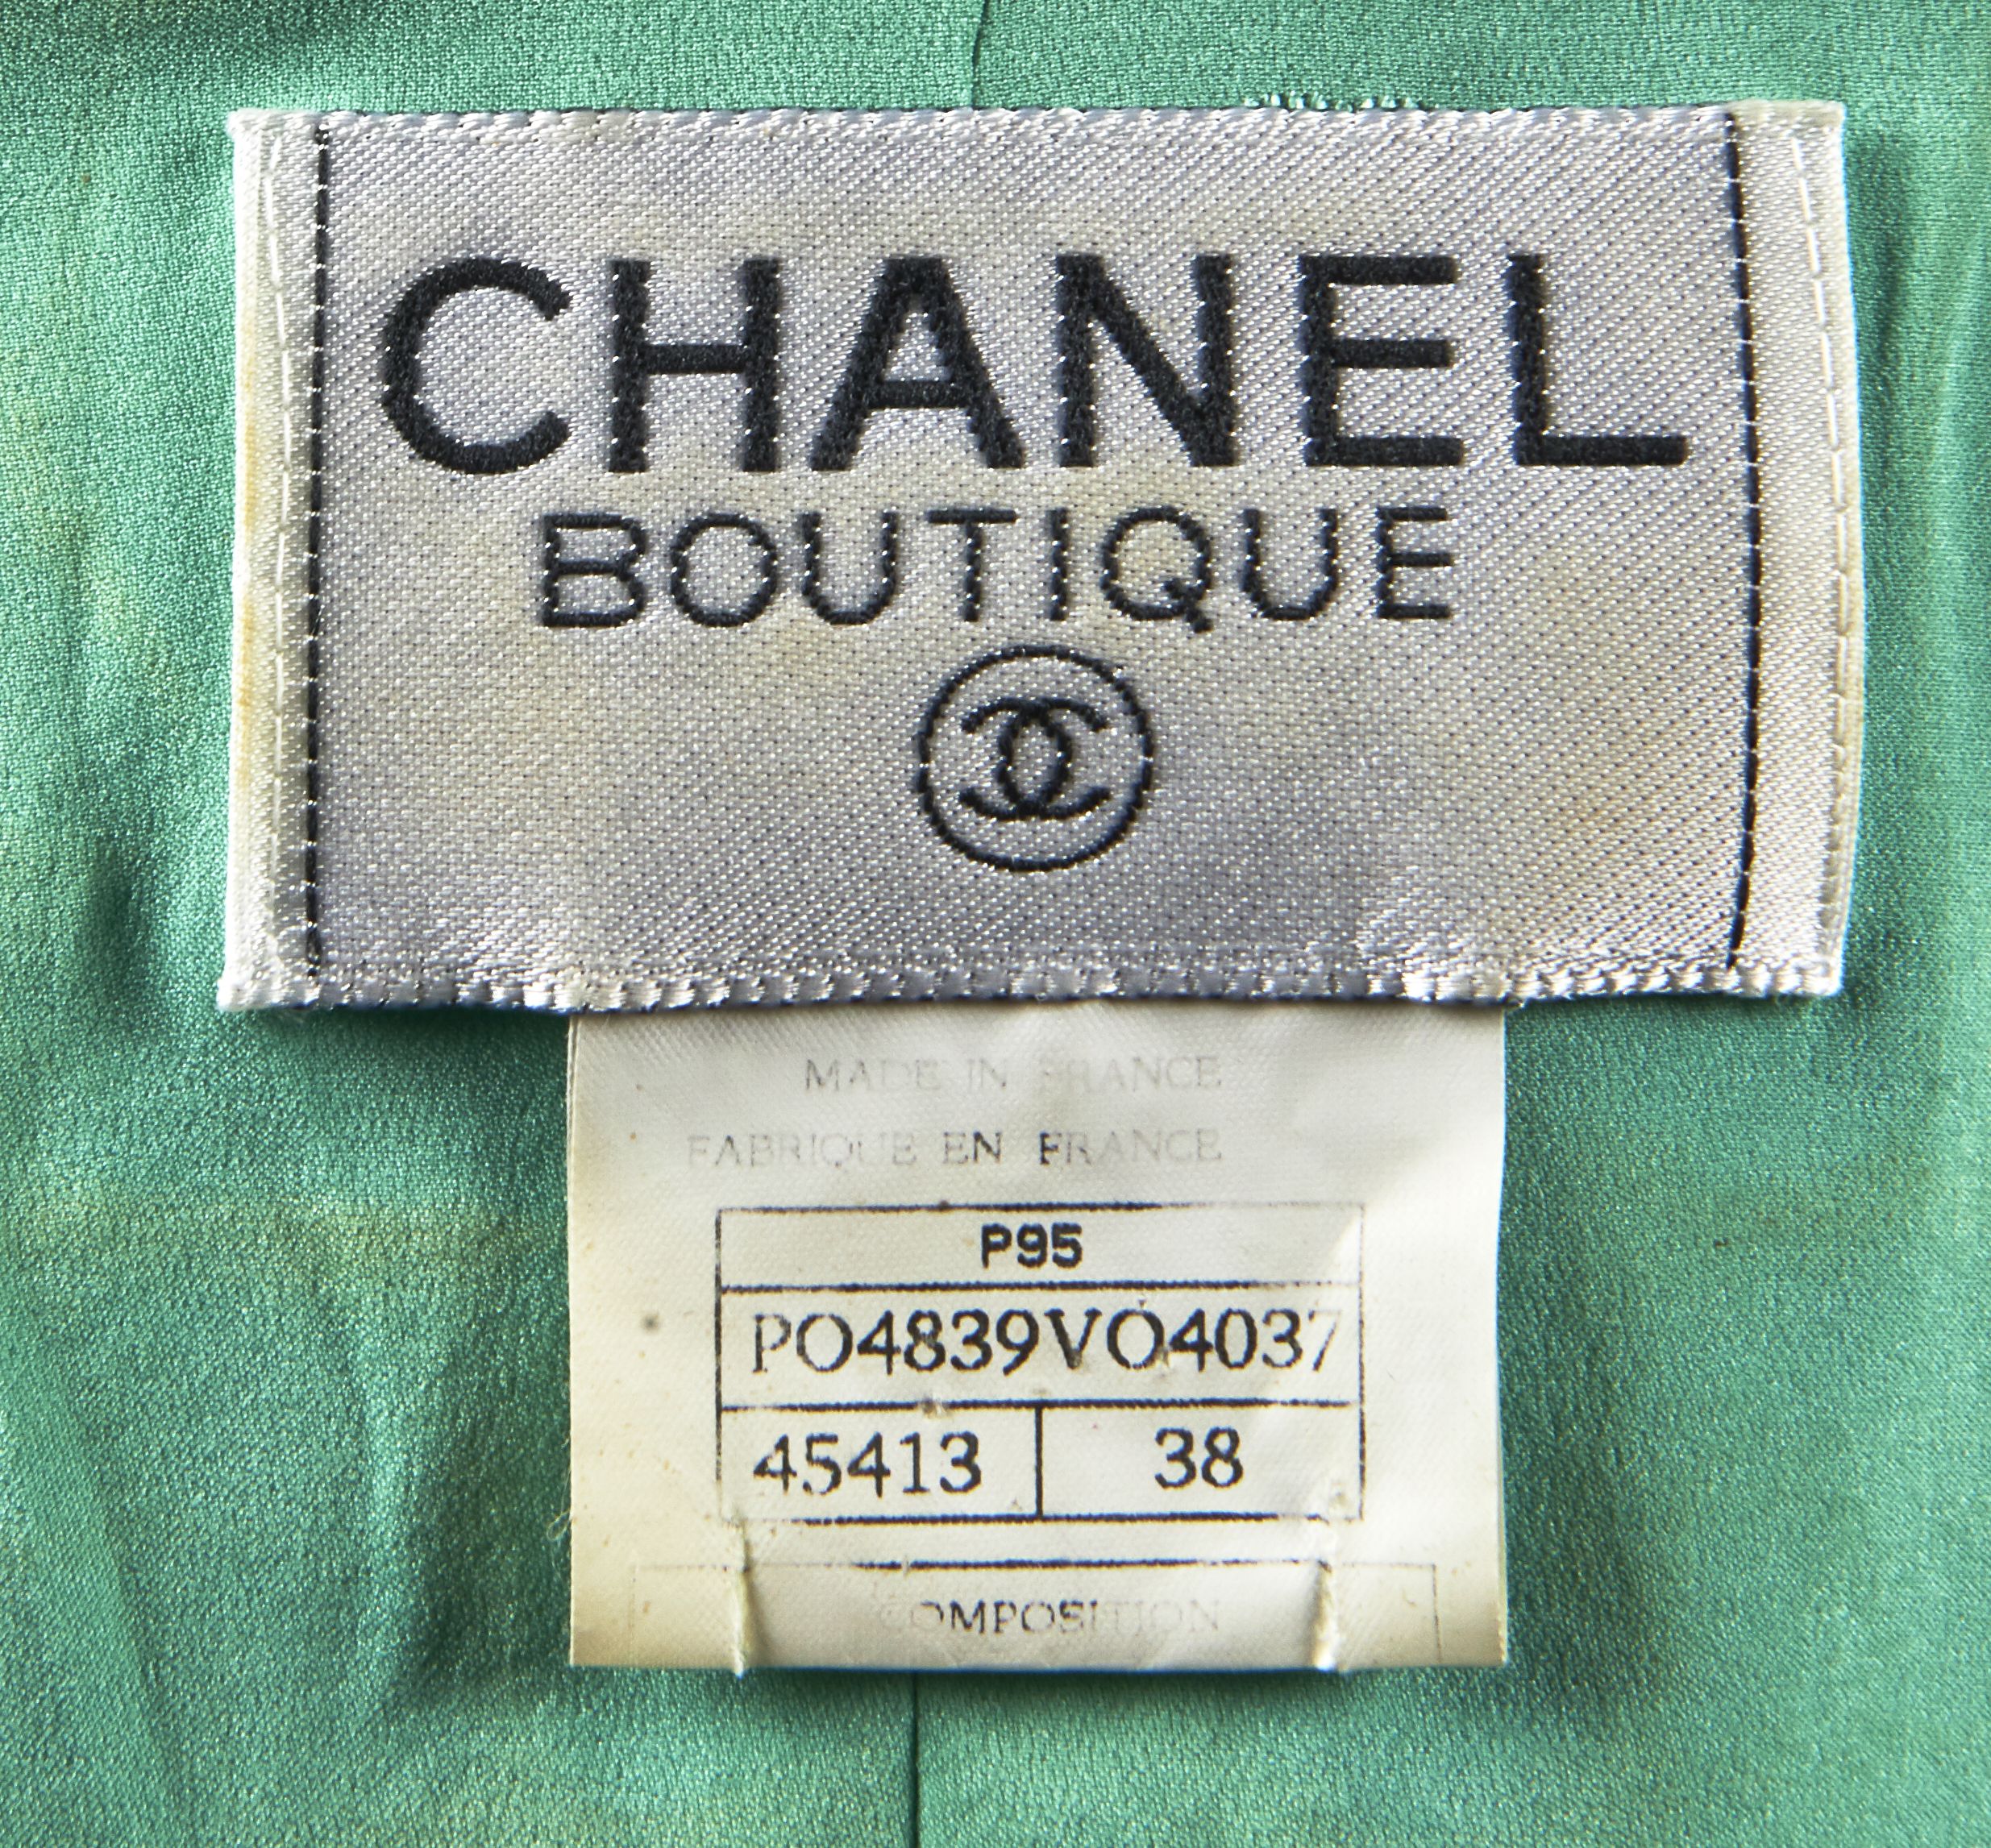 CHANEL
BOUTIQUE
MADE IN FRANCE
FABRIQUE EN FRANCE
P95
PO4839VO4037
45413 38
COMPOSITION